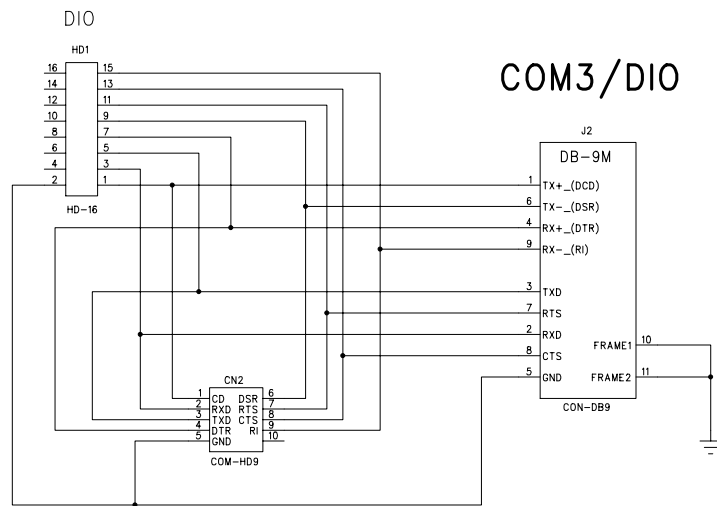 DIO
HD1
16 15
14 13
12 11
10 9
8 7
6 5
4 3
2 1
HD-16
COM3/DIO
J2
DB-9M
1 TX+_(DCD)
6 TX-_(DSR)
4 RX+_(DTR)
9 RX-_(RI)
3 TXD
7 RTS
2 RXD
8 CTS
5 GND
FRAME1 10
FRAME2 11
CON-DB9
CN2
1 CD DSR 6
2 RXD RTS 7
3 TXD CTS 8
4 DTR RI 9
5 GND 10
COM-HD9